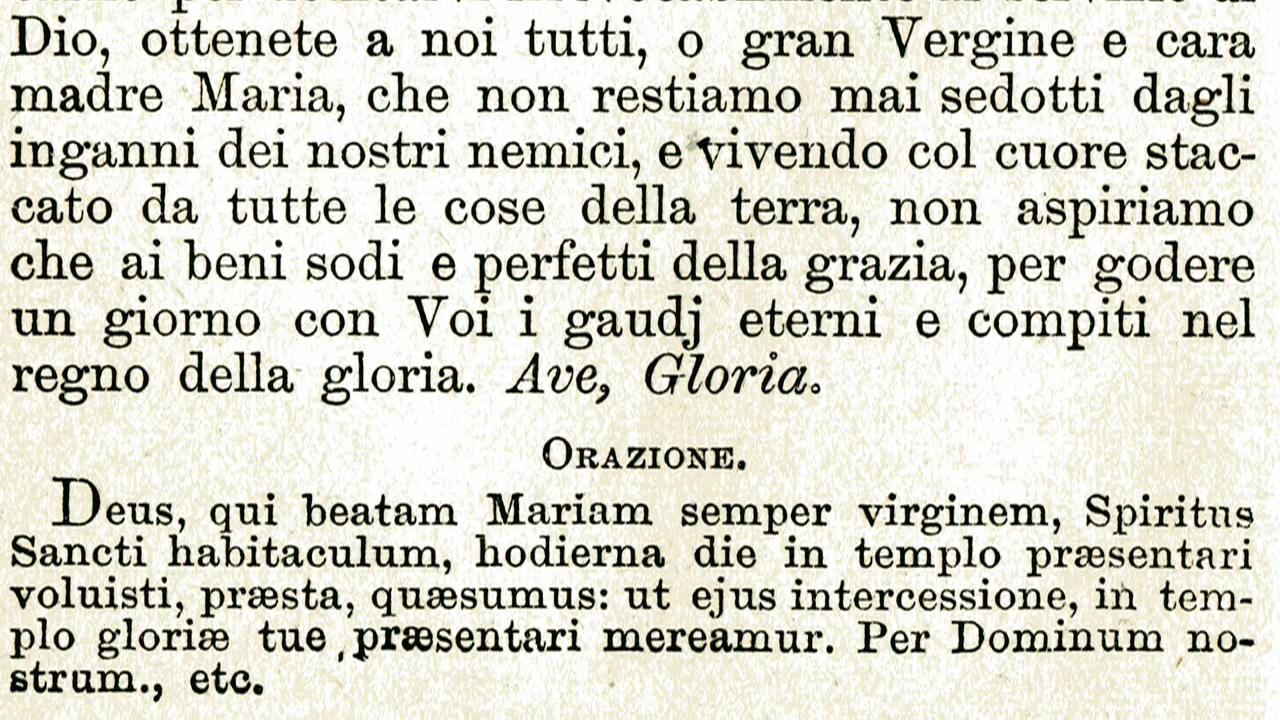 Dio, ottenete a noi tutti, o gran Vergine e cara
madre Maria, che non restiamo mai sedotti dagli
inganni dei nostri nemici, e vivendo col cuore stac-
cato da tutte le cose della terra, non aspiriamo
che ai beni sodi e perfetti della grazia, per godere
un giorno con Voi i gaudj eterni e compiti nel
regno della gloria. Ave, Gloria.
ORAZIONE.
Deus, qui beatam Mariam semper virginem, Spiritus
Sancti habitaculum, hodierna die in templo præsentari
voluisti, præsta, quæsumus: ut ejus intercessione, in tem-
plo gloriæ tue, præsentari mereamur. Per Dominum no-
strum., etc.